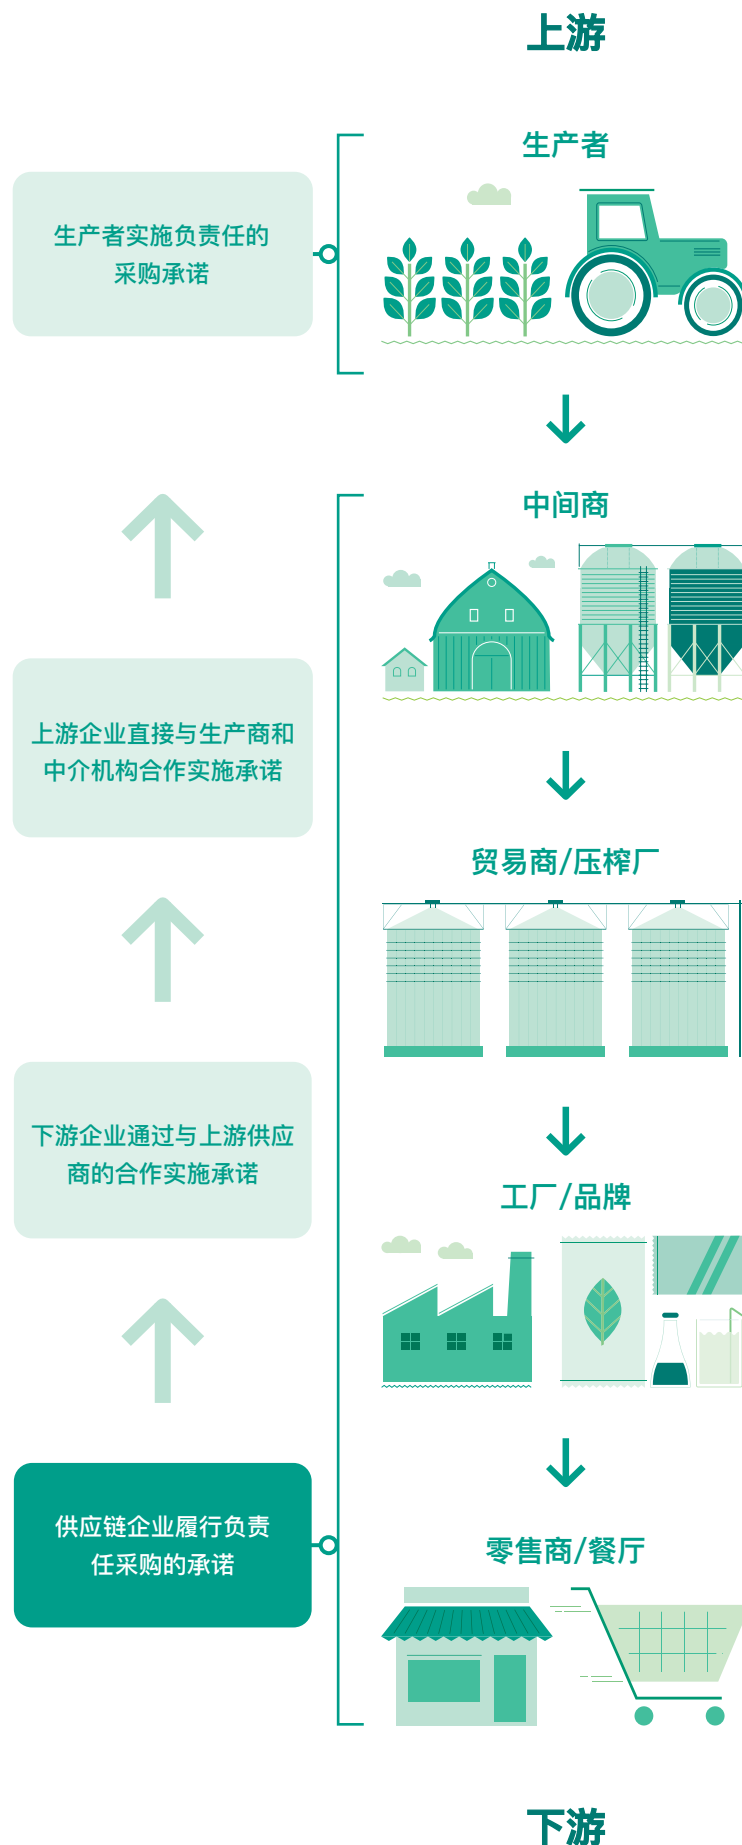 上游
生产者
生产者实施负责任的
采购承诺
中间商
上游企业直接与生产商和
中介机构合作实施承诺
贸易商/压榨厂
下游企业通过与上游供应
商的合作实施承诺
工厂/品牌
供应链企业履行负责
任采购的承诺
零售商/餐厅
下游